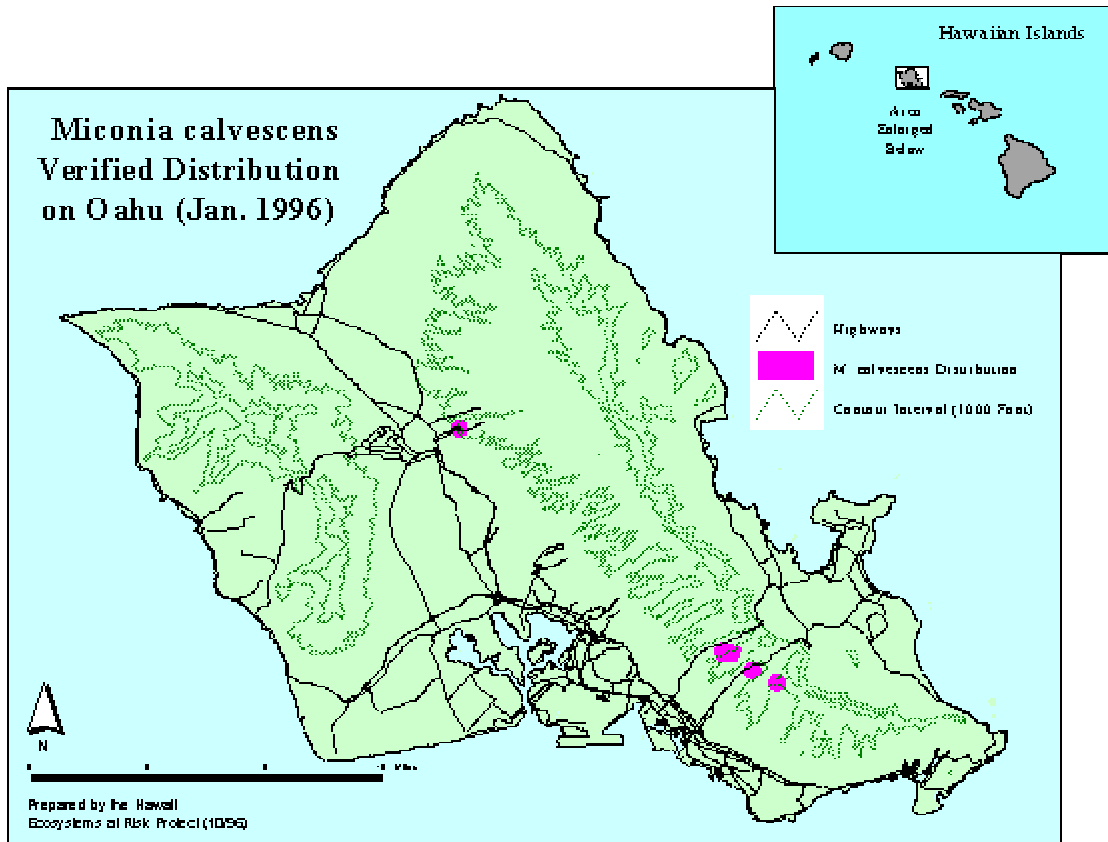 Hawaiian Islands
Area
Enlarged
Below
Miconia calvescens
Verified Distribution
on Oahu (Jan. 1996)
Highways
M. calvescens Distribution
Contour Interval (1000 Feet)
N
Miles
Prepared by the Hawaii
Ecosystems at Risk Project (10/96)